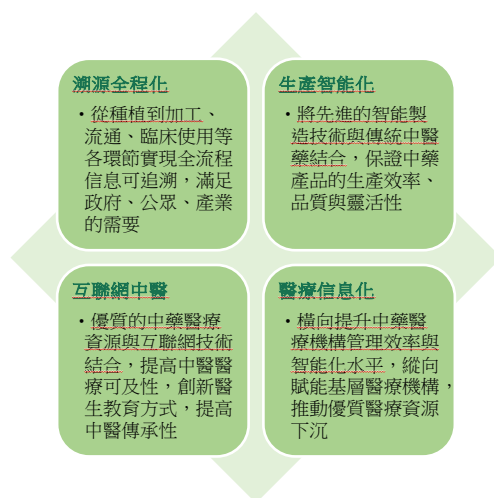 溯源全程化
•從種植到加工、
流通、臨床使用等
各環節實現全流程
信息可追溯，滿足
政府、公眾、產業
的需要
生產智能化
•將先進的智能製
造技術與傳統中醫
藥結合，保證中藥
產品的生產效率、
品質與靈活性
互聯網中醫
•優質的中藥醫療
資源與互聯網技術
結合，提高中醫醫
療可及性，創新醫
生教育方式，提高
中醫傳承性
醫療信息化
•橫向提升中藥醫
療機構管理效率與
智能化水平，縱向
賦能基層醫療機構，
推動優質醫療資源
下沉